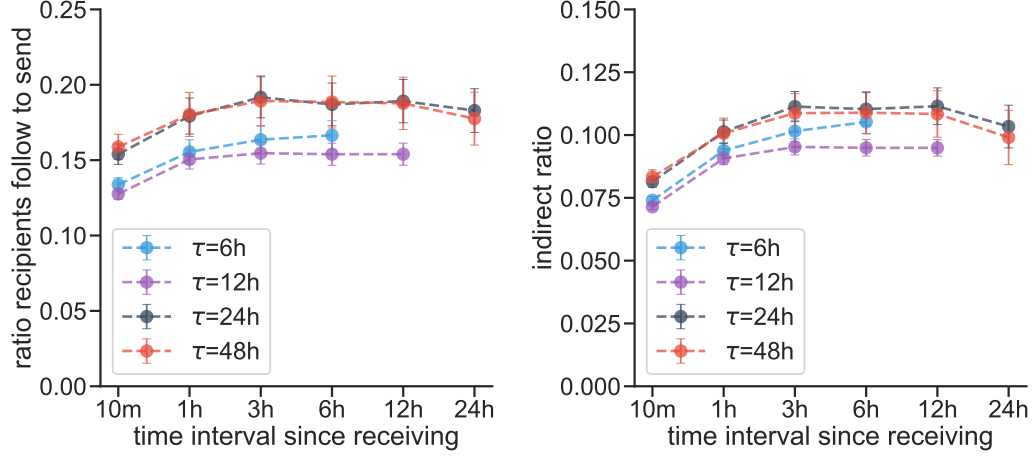 ratio recipients follow to send
0.25
0.20
0.15
0.10
0.05
0.00
τ=6h
τ=12h
τ=24h
τ=48h
10m 1h 3h 6h 12h 24h
time interval since receiving
indirect ratio
0.150
0.125
0.100
0.075
0.050
0.025
0.000
τ=6h
τ=12h
τ=24h
τ=48h
10m 1h 3h 6h 12h 24h
time interval since receiving